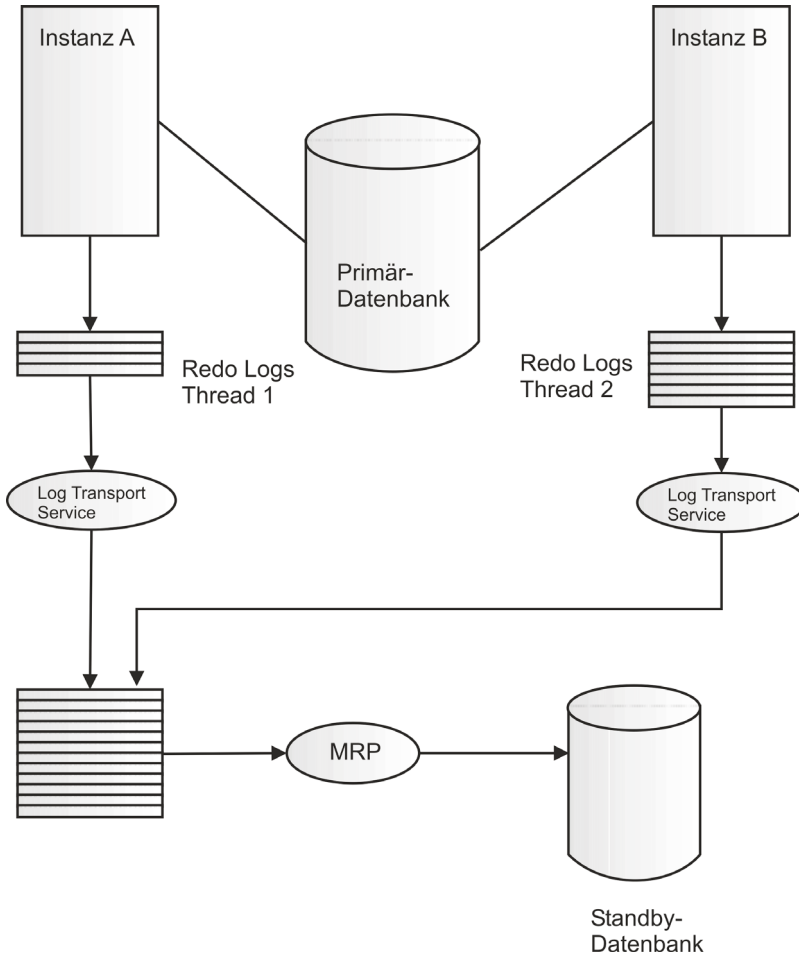 Instanz A
Instanz B
Primär-
Datenbank
Redo Logs
Thread 1
Redo Logs
Thread 2
Log Transport
Service
Log Transport
Service
MRP
Standby-
Datenbank